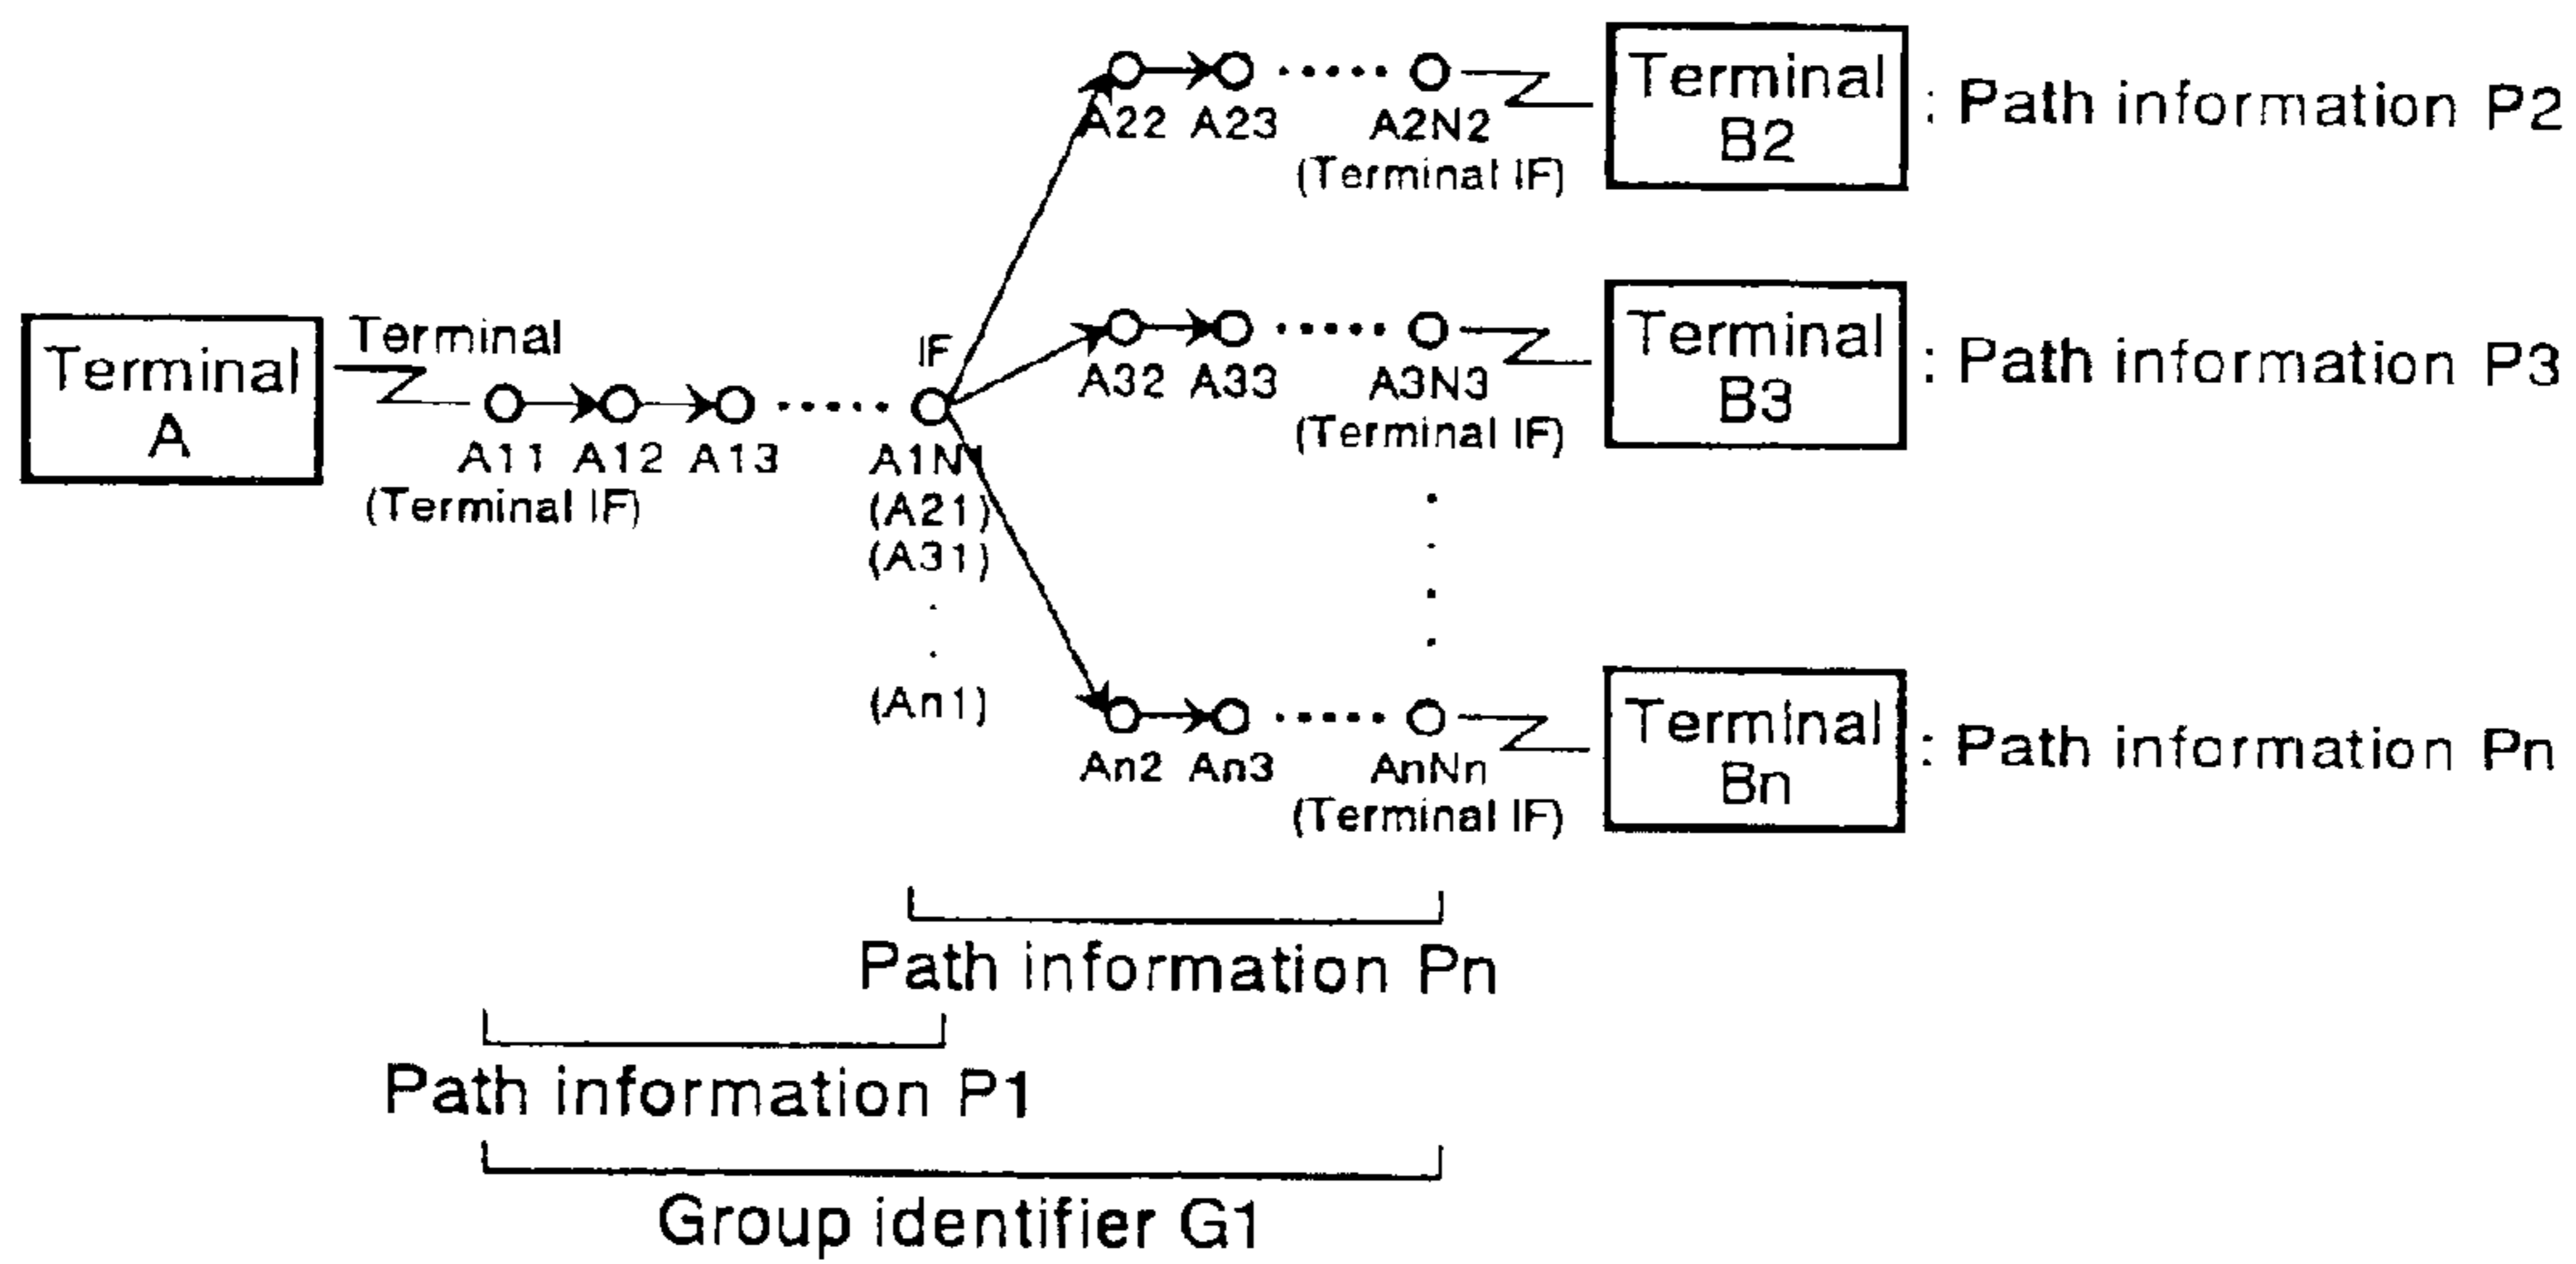 A22 A23 A2N2
(Terminal IF)
Terminal
B2
: Path information P2
Terminal
A
Terminal
A11 A12 A13
(Terminal IF)
IF
A1N1
(A21)
(A31)
(An1)
A32 A33 A3N3
(Terminal IF)
Terminal
B3
: Path information P3
An2 An3 AnNn
(Terminal IF)
Terminal
Bn
: Path information Pn
Path information Pn
Path information P1
Group identifier G1